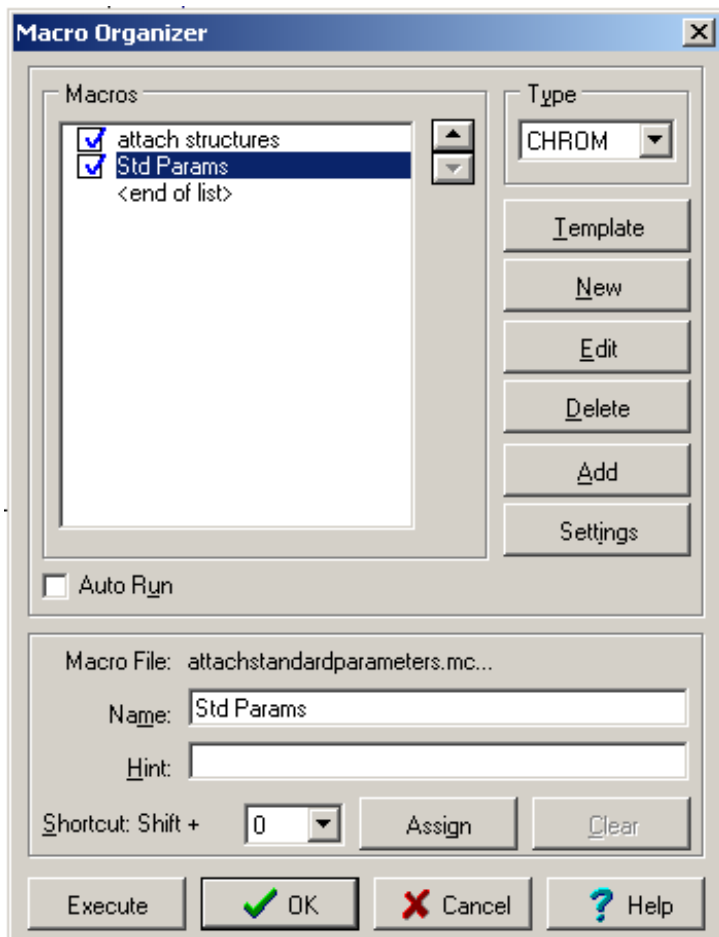 Macro Organizer
Macros
attach structures
Std Params
<end of list>
Type
CHROM
Template
New
Edit
Delete
Add
Settings
Auto Run
Macro File: attachstandardparameters.mc...
Name: Std Params
Hint:
Shortcut: Shift + 0 Assign Clear
Execute OK Cancel ? Help